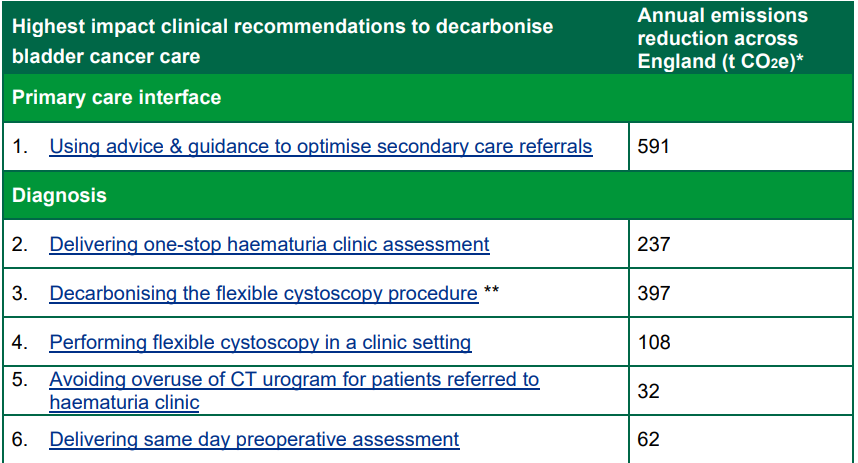 Highest impact clinical recommendations to decarbonise
bladder cancer care
Annual emissions
reduction across
England (t CO₂e)*
Primary care interface
1. Using advice & guidance to optimise secondary care referrals 591
Diagnosis
2. Delivering one-stop haematuria clinic assessment 237
3. Decarbonising the flexible cystoscopy procedure ** 397
4. Performing flexible cystoscopy in a clinic setting 108
5. Avoiding overuse of CT urogram for patients referred to
haematuria clinic 32
6. Delivering same day preoperative assessment 62